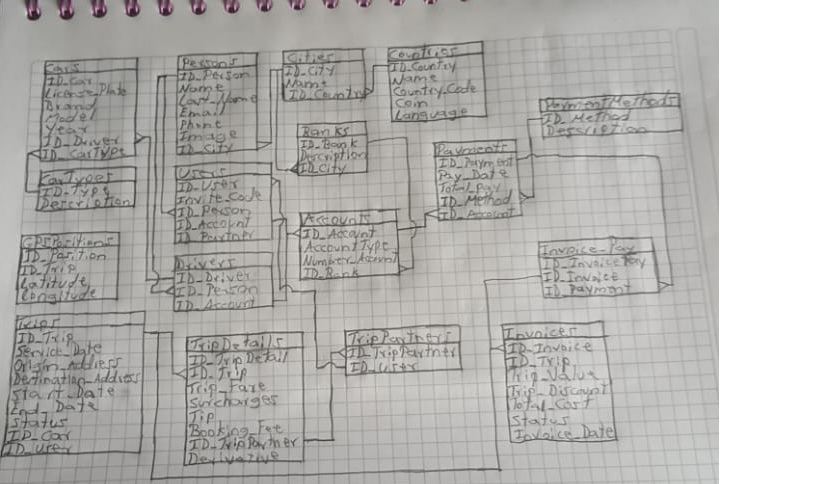 Cars
ID_Car
License_Plate
Brand
Model
Year
ID_Driver
ID_CarType
CarTypes
ID_Type
Description
GPSPositions
ID_Position
ID_Trip
Latitude
Longitude
Trips
ID_Trip
Service_Date
Origin_Address
Destination_Address
Start_Date
End_Date
Status
ID_Car
ID_User
Persons
ID_Person
Name
Last_Name
Email
Phone
Image
ID_City
Users
ID_User
Invite_Code
ID_Person
ID_Account
ID_Partner
Drivers
ID_Driver
ID_Person
ID_Account
TripDetails
ID_Trip_Detail
ID_Trip
Trip_Fare
Surcharges
Tip
Booking_Fee
ID_TripPartner
Derivative
Cities
ID_City
Name
ID_Country
Banks
ID_Bank
Description
ID_City
Accounts
ID_Account
AccountType
Number_Account
ID_Bank
TripPartners
ID_TripPartner
ID_User
Countries
ID_Country
Name
Country_Code
Coin
Language
Payments
ID_Payment
Pay_Date
Total_Pay
ID_Method
ID_Account
PaymentMethods
ID_Method
Description
Invoice_Pay
ID_InvoicePay
ID_Invoice
ID_Payment
Invoices
ID_Invoice
ID_Trip
Trip_Value
Trip_Discount
Total_Cost
Status
Invoice_Date